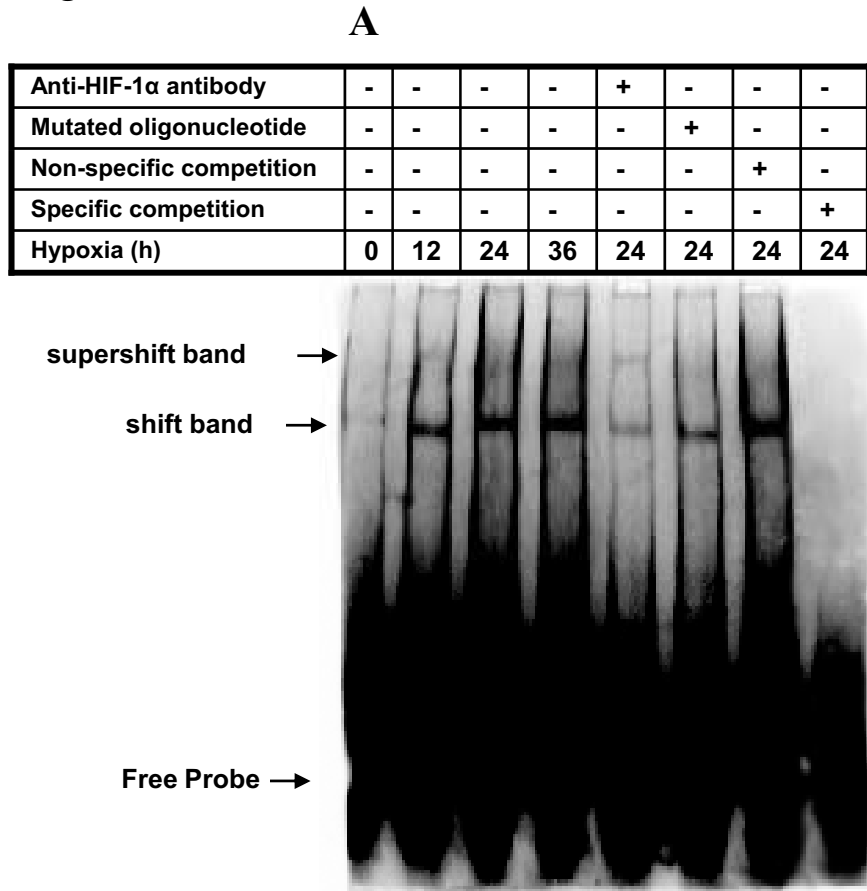 A
Anti-HIF-1α antibody - - - - + - - -
Mutated oligonucleotide - - - - - + - -
Non-specific competition - - - - - - + -
Specific competition - - - - - - - +
Hypoxia (h) 0 12 24 36 24 24 24 24
supershift band
shift band
Free Probe